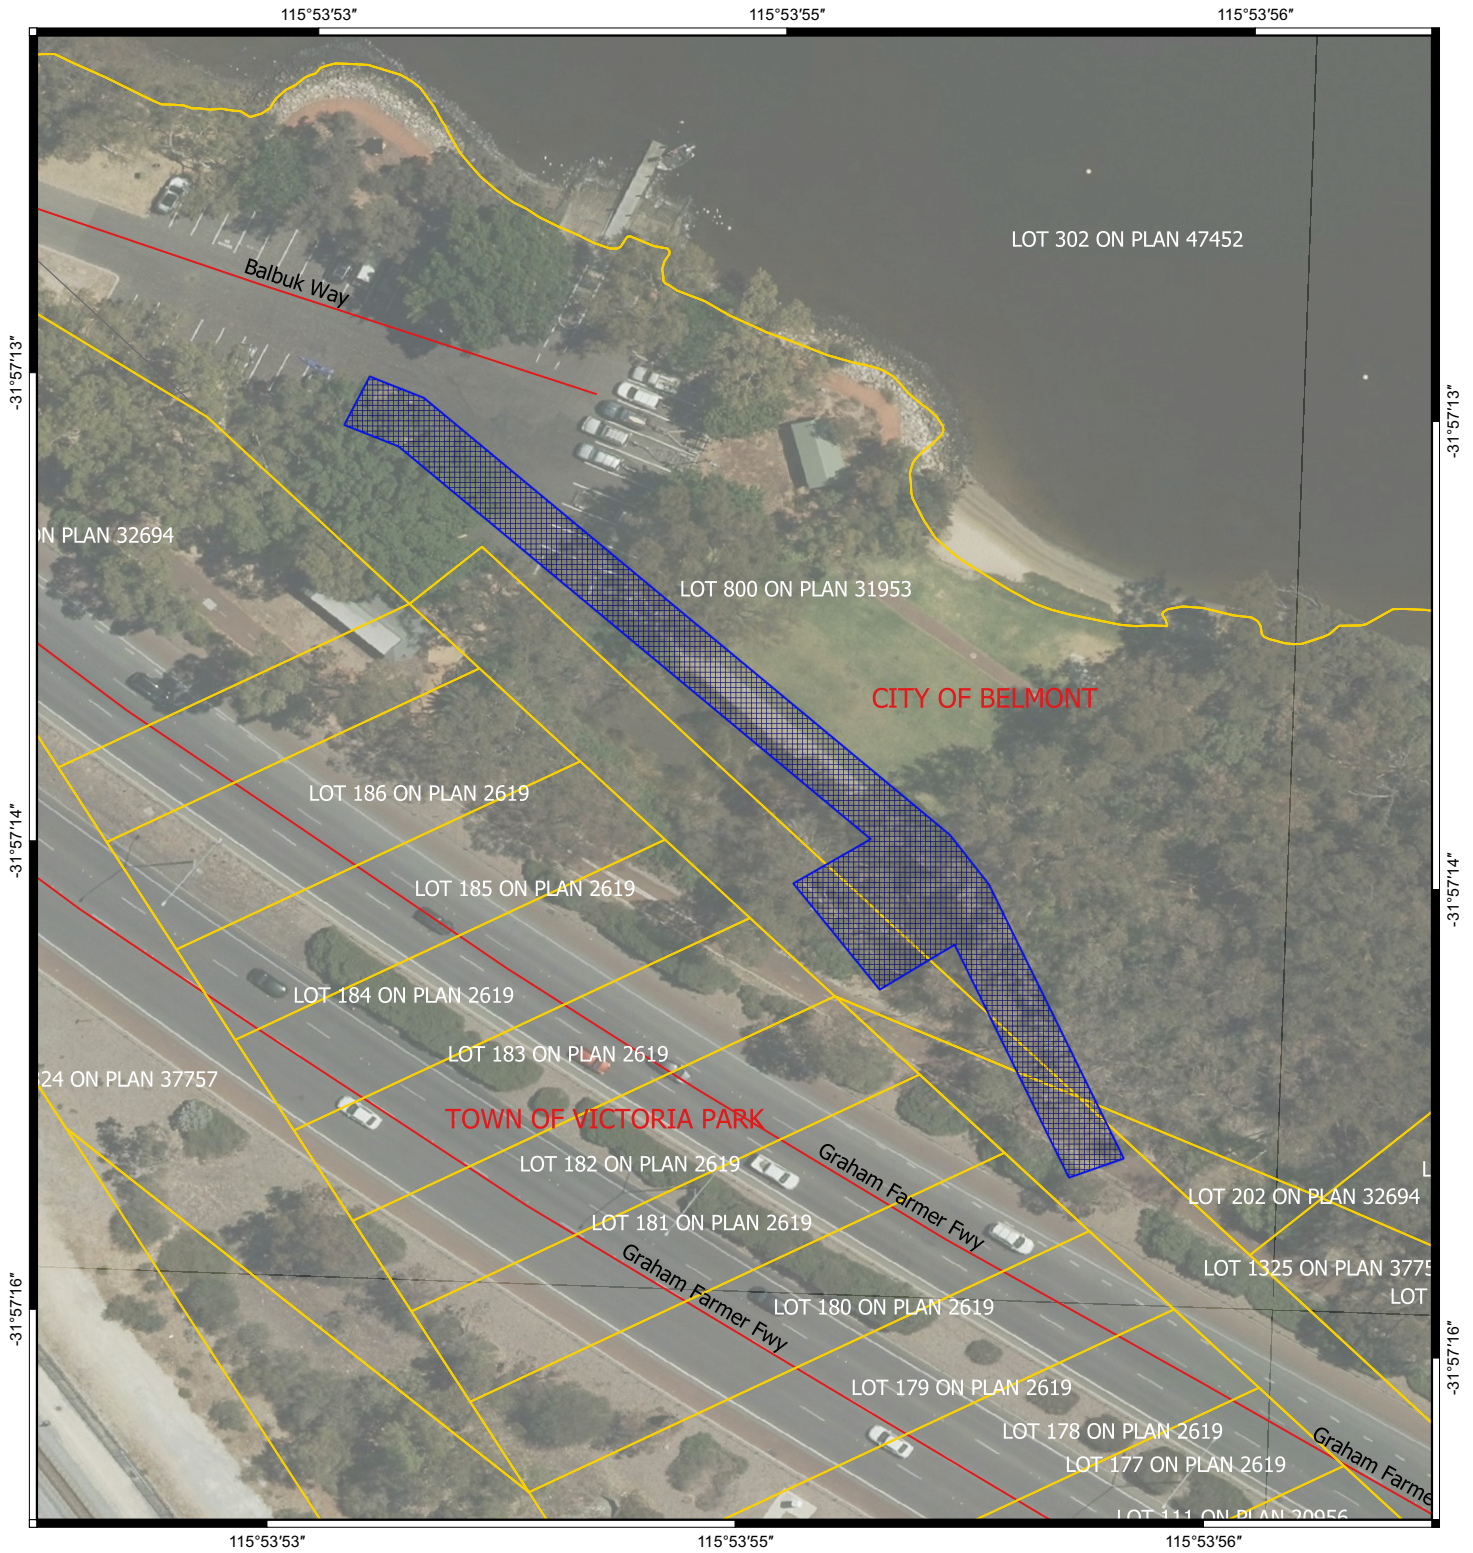 115°53′53″ 115°53′55″ 115°53′56″
LOT 302 ON PLAN 47452
Balbuk Way
-31°57′13″
-31°57′13″
ON PLAN 32694
LOT 800 ON PLAN 31953
CITY OF BELMONT
LOT 186 ON PLAN 2619
-31°57′14″
-31°57′14″
LOT 185 ON PLAN 2619
LOT 184 ON PLAN 2619
LOT 183 ON PLAN 2619
24 ON PLAN 37757
TOWN OF VICTORIA PARK
LOT 182 ON PLAN 2619
Graham Farmer Fwy
L
LOT 202 ON PLAN 32694
LOT 181 ON PLAN 2619
Graham Farmer Fwy
LOT 1325 ON PLAN 3775
LOT
LOT 180 ON PLAN 2619
-31°57′16″
-31°57′16″
LOT 179 ON PLAN 2619
LOT 178 ON PLAN 2619
Graham Farme
LOT 177 ON PLAN 2619
LOT 111 ON PLAN 20956
115°53′53″ 115°53′55″ 115°53′56″